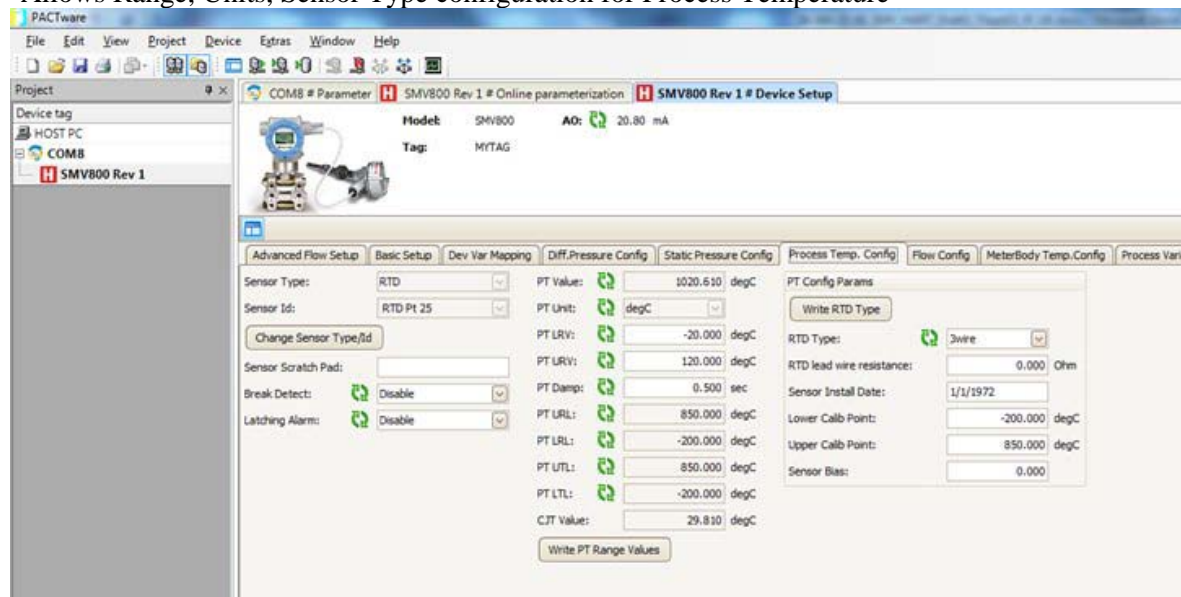 Allows Range, Units, Sensor Type configuration for Process Temperature
PACTware
File Edit View Project Device Extras Window Help
Project
Device tag
HOST PC
COM8
SMV800 Rev 1
COM8 # Parameter
SMV800 Rev 1 # Online parameterization
SMV800 Rev 1 # Device Setup
Model: SMV800 AO: 20.80 mA
Tag: MYTAG
Advanced Flow Setup Basic Setup Dev Var Mapping Diff.Pressure Config Static Pressure Config Process Temp. Config Flow Config MeterBody Temp.Config Process Vari
Sensor Type: RTD
Sensor Id: RTD Pt 25
Change Sensor Type/Id
Sensor Scratch Pad:
Break Detect: Disable
Latching Alarm: Disable
PT Value: 1020.610 degC
PT Unit: degC
PT LRV: -20.000 degC
PT URV: 120.000 degC
PT Damp: 0.500 sec
PT URL: 850.000 degC
PT LRL: -200.000 degC
PT UTL: 850.000 degC
PT LTL: -200.000 degC
CJT Value: 29.810 degC
Write PT Range Values
PT Config Params
Write RTD Type
RTD Type: 3wire
RTD lead wire resistance: 0.000 Ohm
Sensor Install Date: 1/1/1972
Lower Calib Point: -200.000 degC
Upper Calib Point: 850.000 degC
Sensor Bias: 0.000